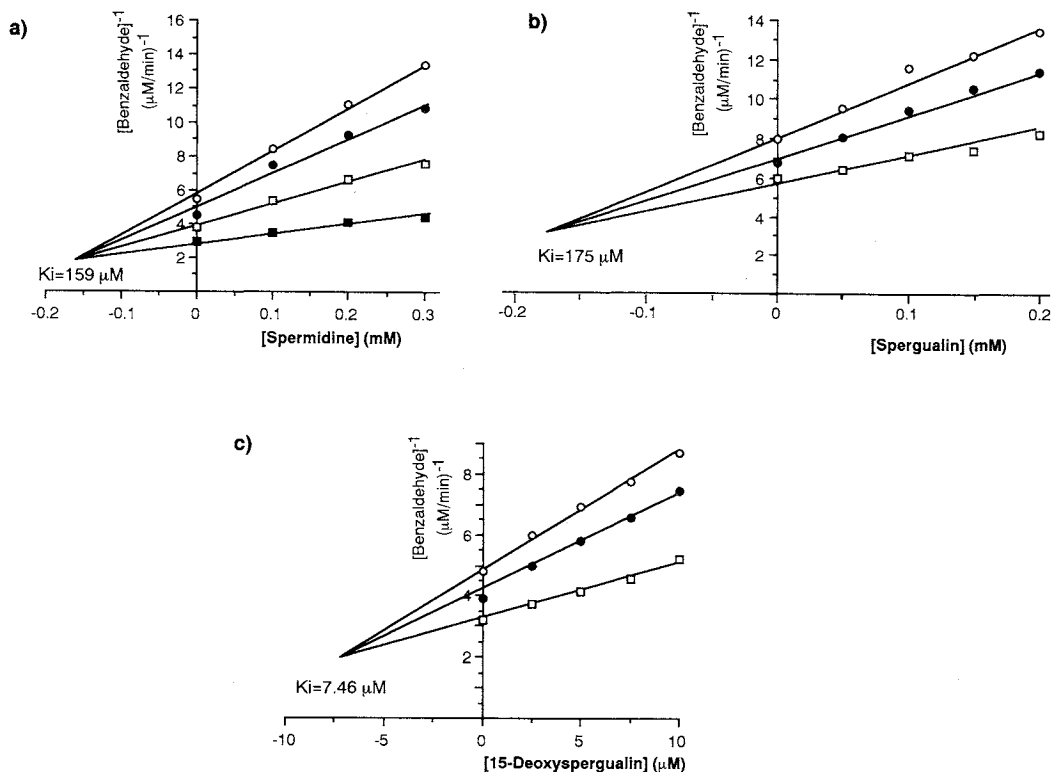 a)
[Benzaldehyde]-1
(µM/min)-1
16
14
12
10
8
6
4
2
Ki=159 µM
-0.2
-0.1
0
0.1
0.2
0.3
[Spermidine] (mM)
b)
[Benzaldehyde]-1
(µM/min)-1
14
12
10
8
6
4
2
Ki=175 µM
-0.2
-0.1
0
0.1
0.2
[Spergualin] (mM)
c)
[Benzaldehyde]-1
(µM/min)-1
8
6
4
2
Ki=7.46 µM
-10
-5
0
5
10
[15-Deoxyspergualin] (µM)